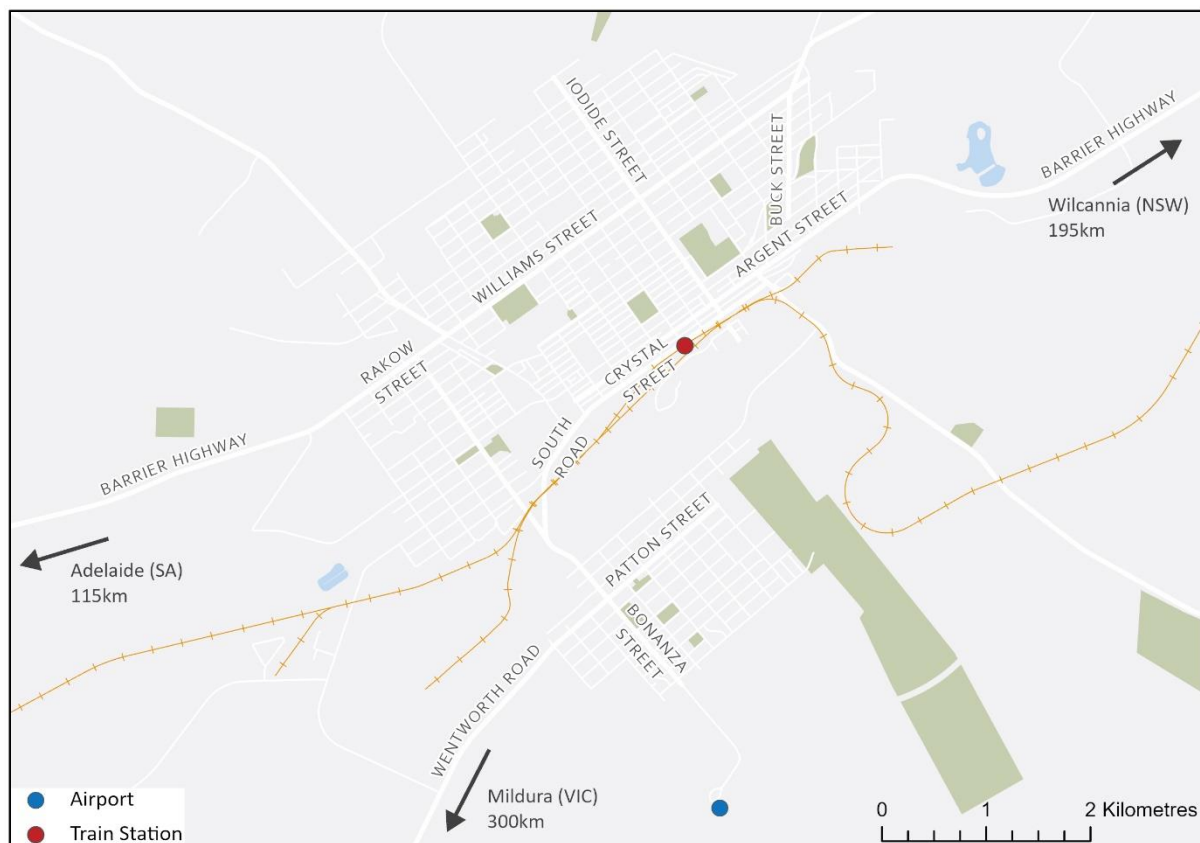 IODIDE STREET
BUCK STREET
BARRIER HIGHWAY
Wilcannia (NSW)
195km
WILLIAMS STREET
ARGENT STREET
RAKOW
STREET
CRYSTAL
STREET
SOUTH
ROAD
BARRIER HIGHWAY
PATTON STREET
Adelaide (SA)
115km
BONANZA
STREET
WENTWORTH ROAD
Mildura (VIC)
300km
Airport
Train Station
0 1 2 Kilometres